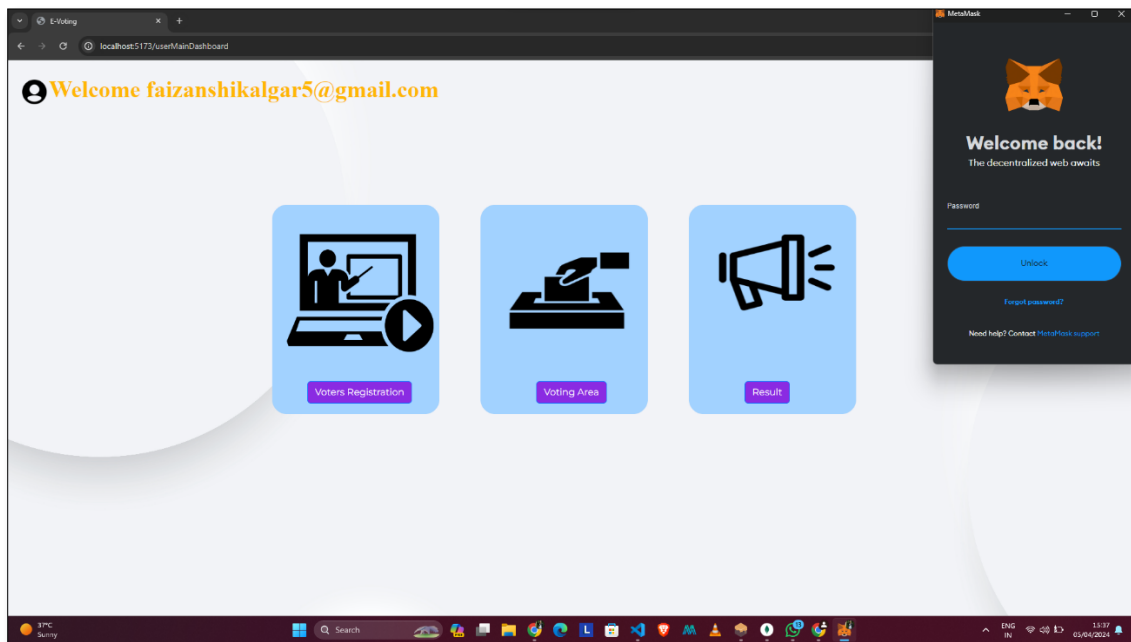 E-Voting
localhost:5173/userMainDashboard
Welcome faizanshikalgar5@gmail.com
Voters Registration
Voting Area
Result
MetaMask
Welcome back!
The decentralized web awaits
Password
Unlock
Forgot password?
Need help? Contact MetaMask support
37°C
Sunny
Search
ENG
IN
15:37
05/04/2024